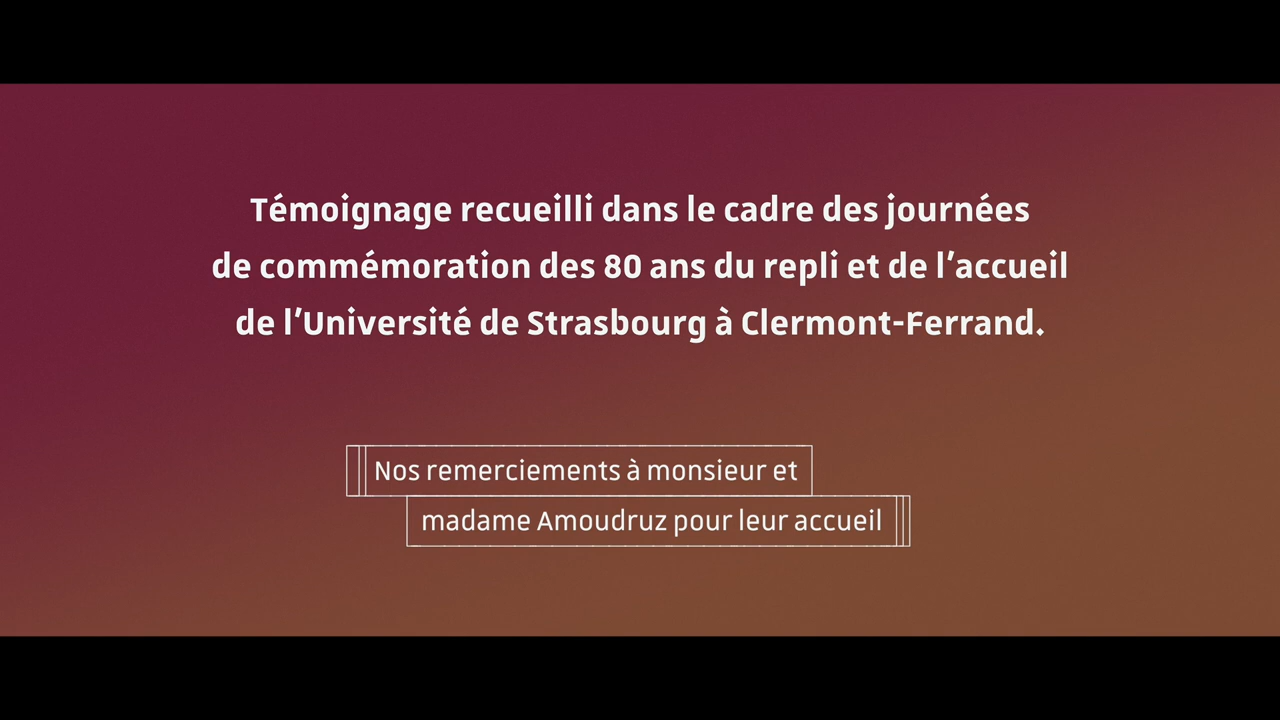 Témoignage recueilli dans le cadre des journées
de commémoration des 80 ans du repli et de l’accueil
de l’Université de Strasbourg à Clermont-Ferrand.
Nos remerciements à monsieur et
madame Amoudruz pour leur accueil